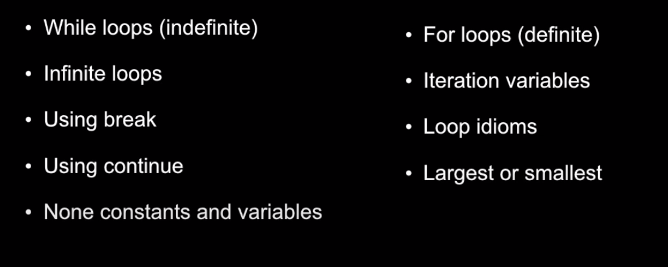 • While loops (indefinite)
• Infinite loops
• Using break
• Using continue
• None constants and variables
• For loops (definite)
• Iteration variables
• Loop idioms
• Largest or smallest